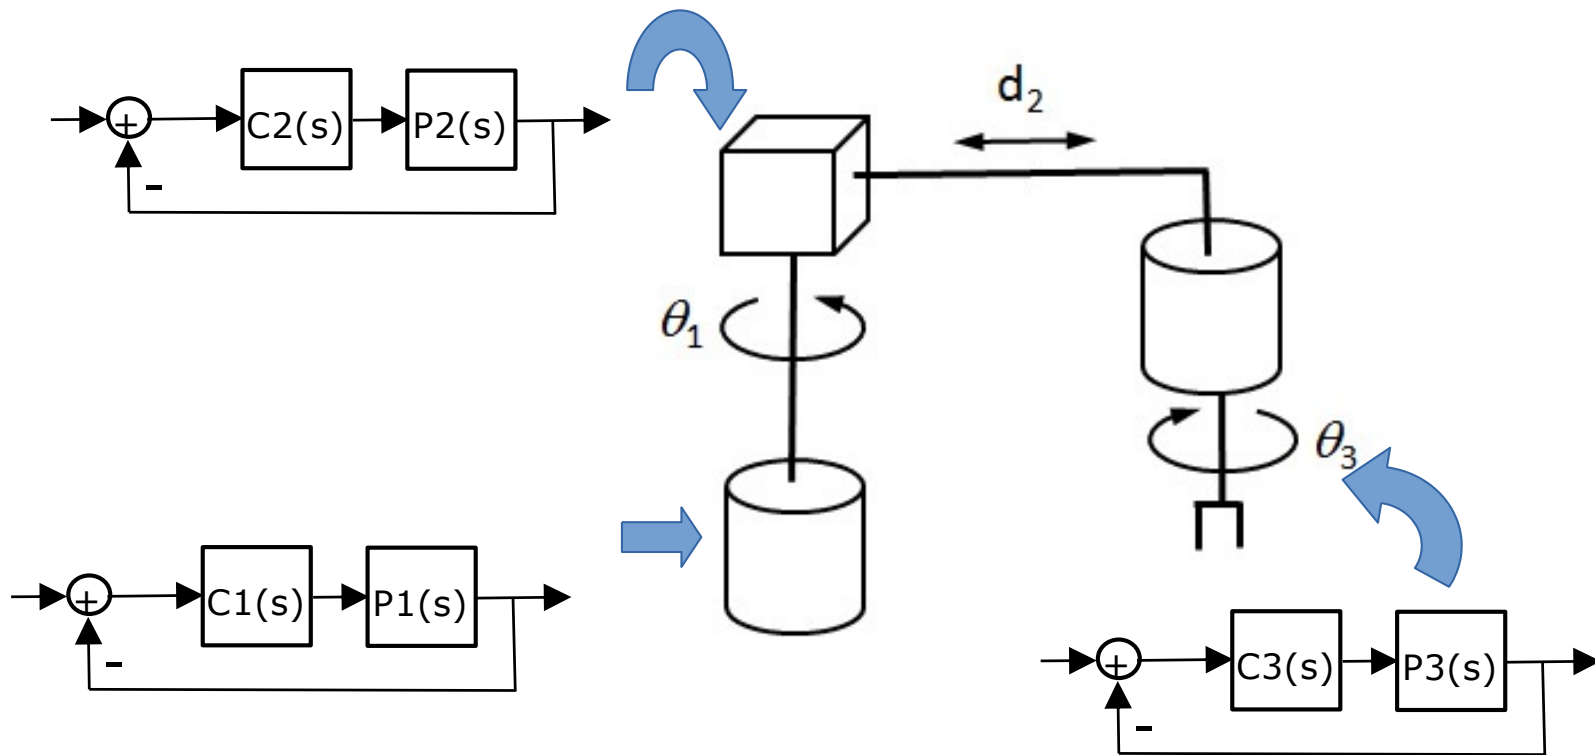 d₂
+
C2(s)
P2(s)
-
θ₁
θ₃
+
C1(s)
P1(s)
-
+
C3(s)
P3(s)
-